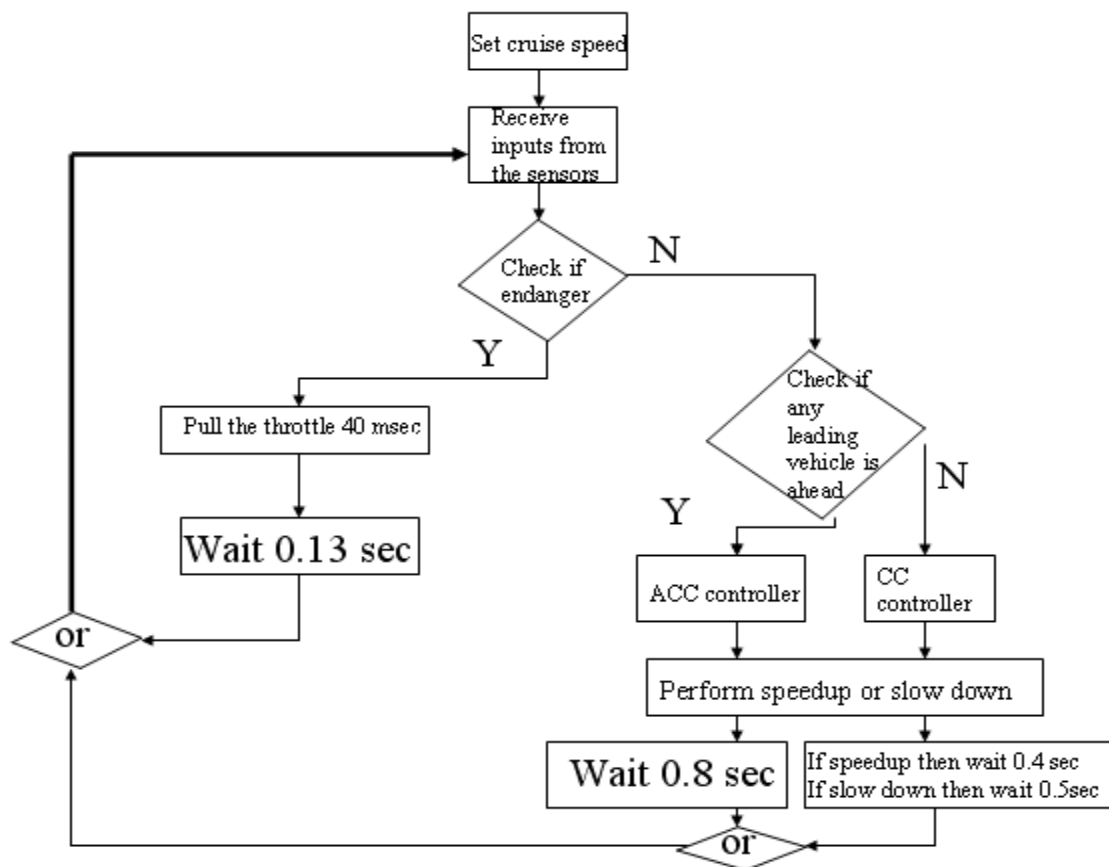 Set cruise speed
Receive
inputs from
the sensors
N
Check if
endanger
Y
Check if
any
leading
vehicle is
ahead
Pull the throttle 40 msec
N
Y
Wait 0.13 sec
ACC controller
CC
controller
or
Perform speedup or slow down
Wait 0.8 sec
If speedup then wait 0.4 sec
If slow down then wait 0.5sec
or